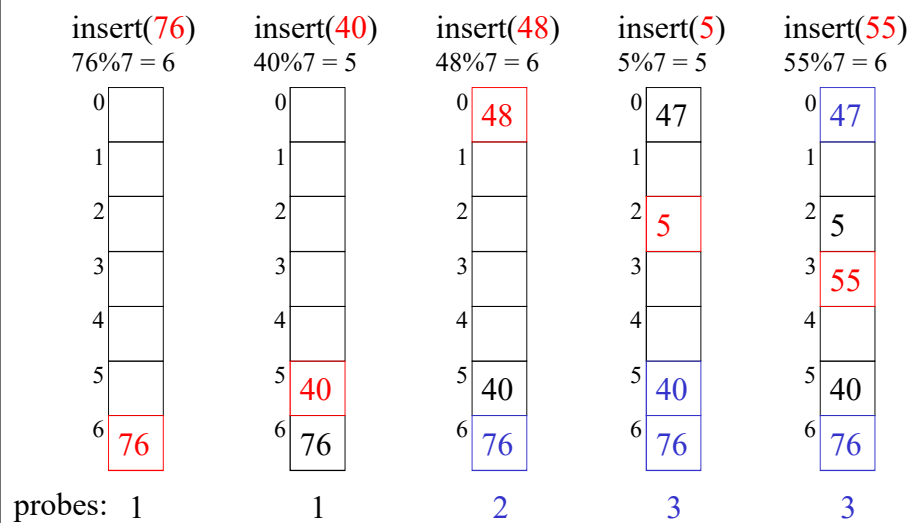 insert(76) insert(40) insert(48) insert(5) insert(55)
76%7 = 6 40%7 = 5 48%7 = 6 5%7 = 5 55%7 = 6
0 0 0 48 0 47 0 47
1 1 1 1 1
2 2 2 2 5 2 5
3 3 3 3 3 55
4 4 4 4 4
5 5 40 5 40 5 40 5 40
6 76 6 76 6 76 6 76 6 76
probes: 1 1 2 3 3